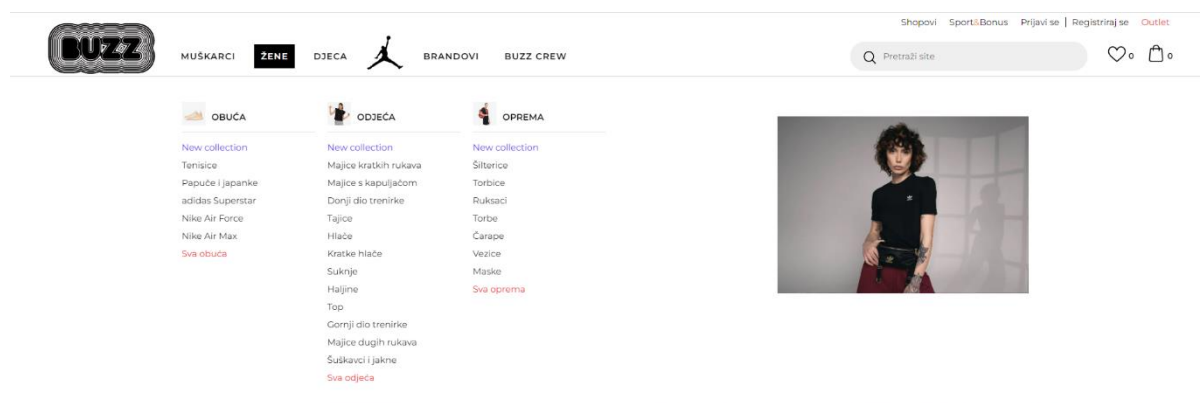 Shopovi Sport&Bonus Prijavi se | Registriraj se Outlet
BUZZ
MUŠKARCI ŽENE DJECA BRANDOVI BUZZ CREW
Pretraži site
0 0
OBUĆA
New collection
Tenisice
Papuče i japanke
adidas Superstar
Nike Air Force
Nike Air Max
Sva obuća
ODJEĆA
New collection
Majice kratkih rukava
Majice s kapuljačom
Donji dio trenirke
Tajice
Hlače
Kratke hlače
Suknje
Haljine
Top
Gornji dio trenirke
Majice dugih rukava
Šuškavci i jakne
Sva odjeća
OPREMA
New collection
Šilterice
Torbice
Ruksaci
Torbe
Čarape
Vezice
Maske
Sva oprema